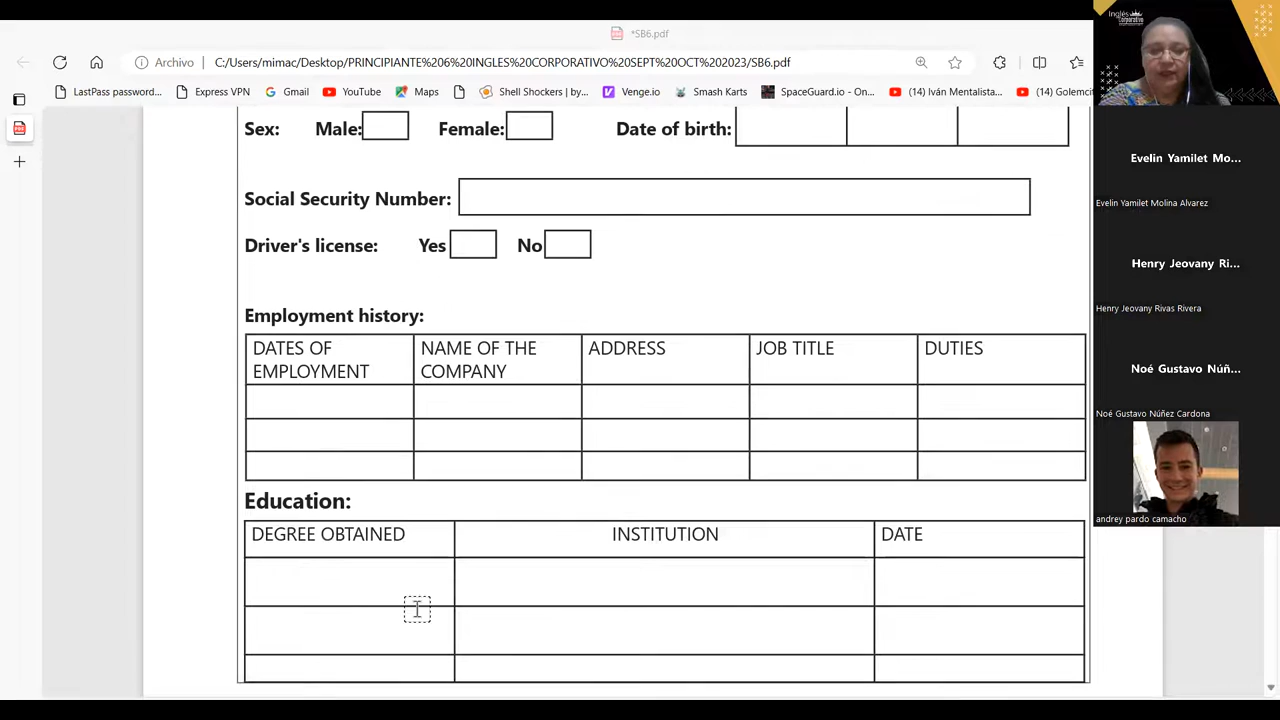 *SB6.pdf
Archivo
C:/Users/mimac/Desktop/PRINCIPIANTE%206%20INGLES%20CORPORATIVO%20SEPT%20OCT%202023/SB6.pdf
LastPass password...
Express VPN
Gmail
YouTube
Maps
Shell Shockers | by...
Venge.io
Smash Karts
SpaceGuard.io - On...
(14) Iván Mentalista...
(14) Golemcit
Sex: Male: Female: Date of birth:
Social Security Number:
Driver's license: Yes No
Employment history:
DATES OF EMPLOYMENT
NAME OF THE COMPANY
ADDRESS
JOB TITLE
DUTIES
Education:
DEGREE OBTAINED
INSTITUTION
DATE
Inglés
Corporativo
Evelin Yamilet Mo...
Evelin Yamilet Molina Alvarez
Henry Jeovany Ri...
Henry Jeovany Rivas Rivera
Noé Gustavo Núñ...
Noé Gustavo Núñez Cardona
andrey pardo camacho